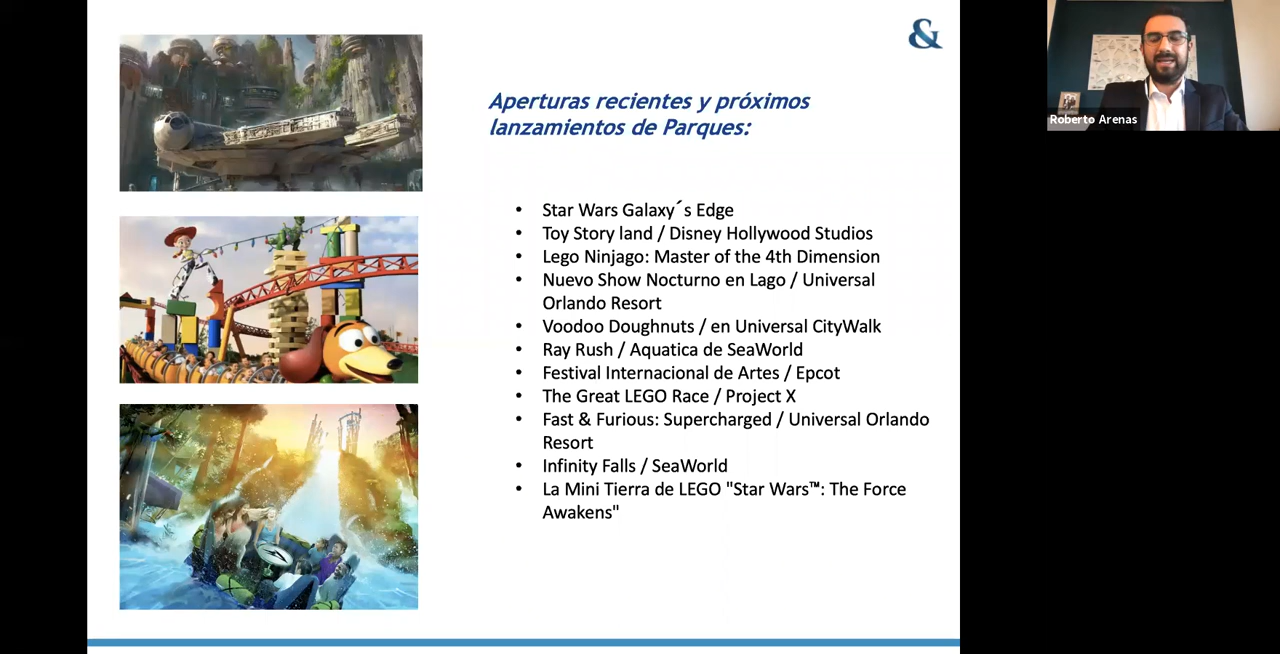 &
Aperturas recientes y próximos
lanzamientos de Parques:
• Star Wars Galaxy´s Edge
• Toy Story land / Disney Hollywood Studios
• Lego Ninjago: Master of the 4th Dimension
• Nuevo Show Nocturno en Lago / Universal
Orlando Resort
• Voodoo Doughnuts / en Universal CityWalk
• Ray Rush / Aquatica de SeaWorld
• Festival Internacional de Artes / Epcot
• The Great LEGO Race / Project X
• Fast & Furious: Supercharged / Universal Orlando
Resort
• Infinity Falls / SeaWorld
• La Mini Tierra de LEGO "Star Wars™: The Force
Awakens"
Roberto Arenas